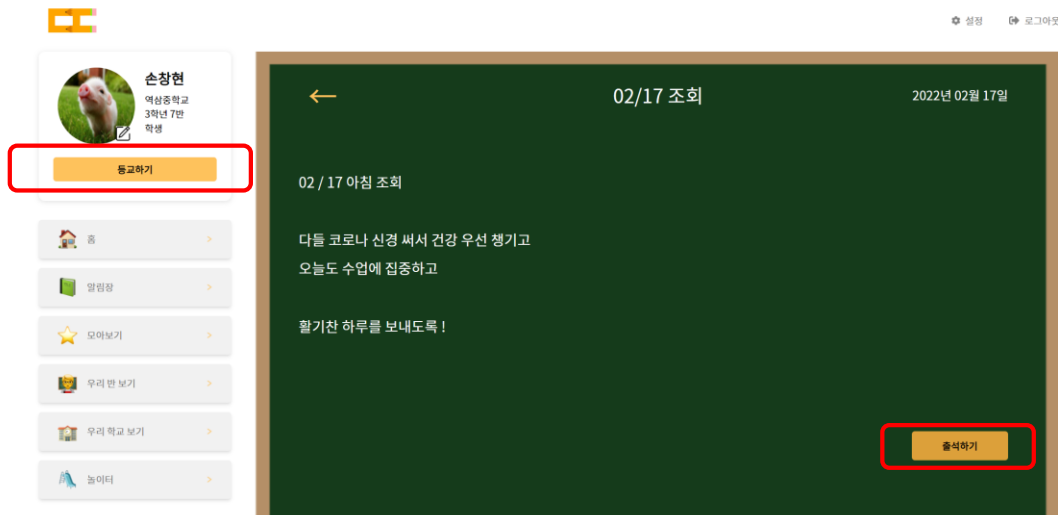 설정
로그아웃
손창현
역삼중학교
3학년 7반
학생
등교하기
홈 >
알림장 >
모아보기 >
우리 반 보기 >
우리 학교 보기 >
놀이터 >
← 02/17 조회 2022년 02월 17일
02 / 17 아침 조회
다들 코로나 신경 써서 건강 우선 챙기고
오늘도 수업에 집중하고
활기찬 하루를 보내도록 !
출석하기